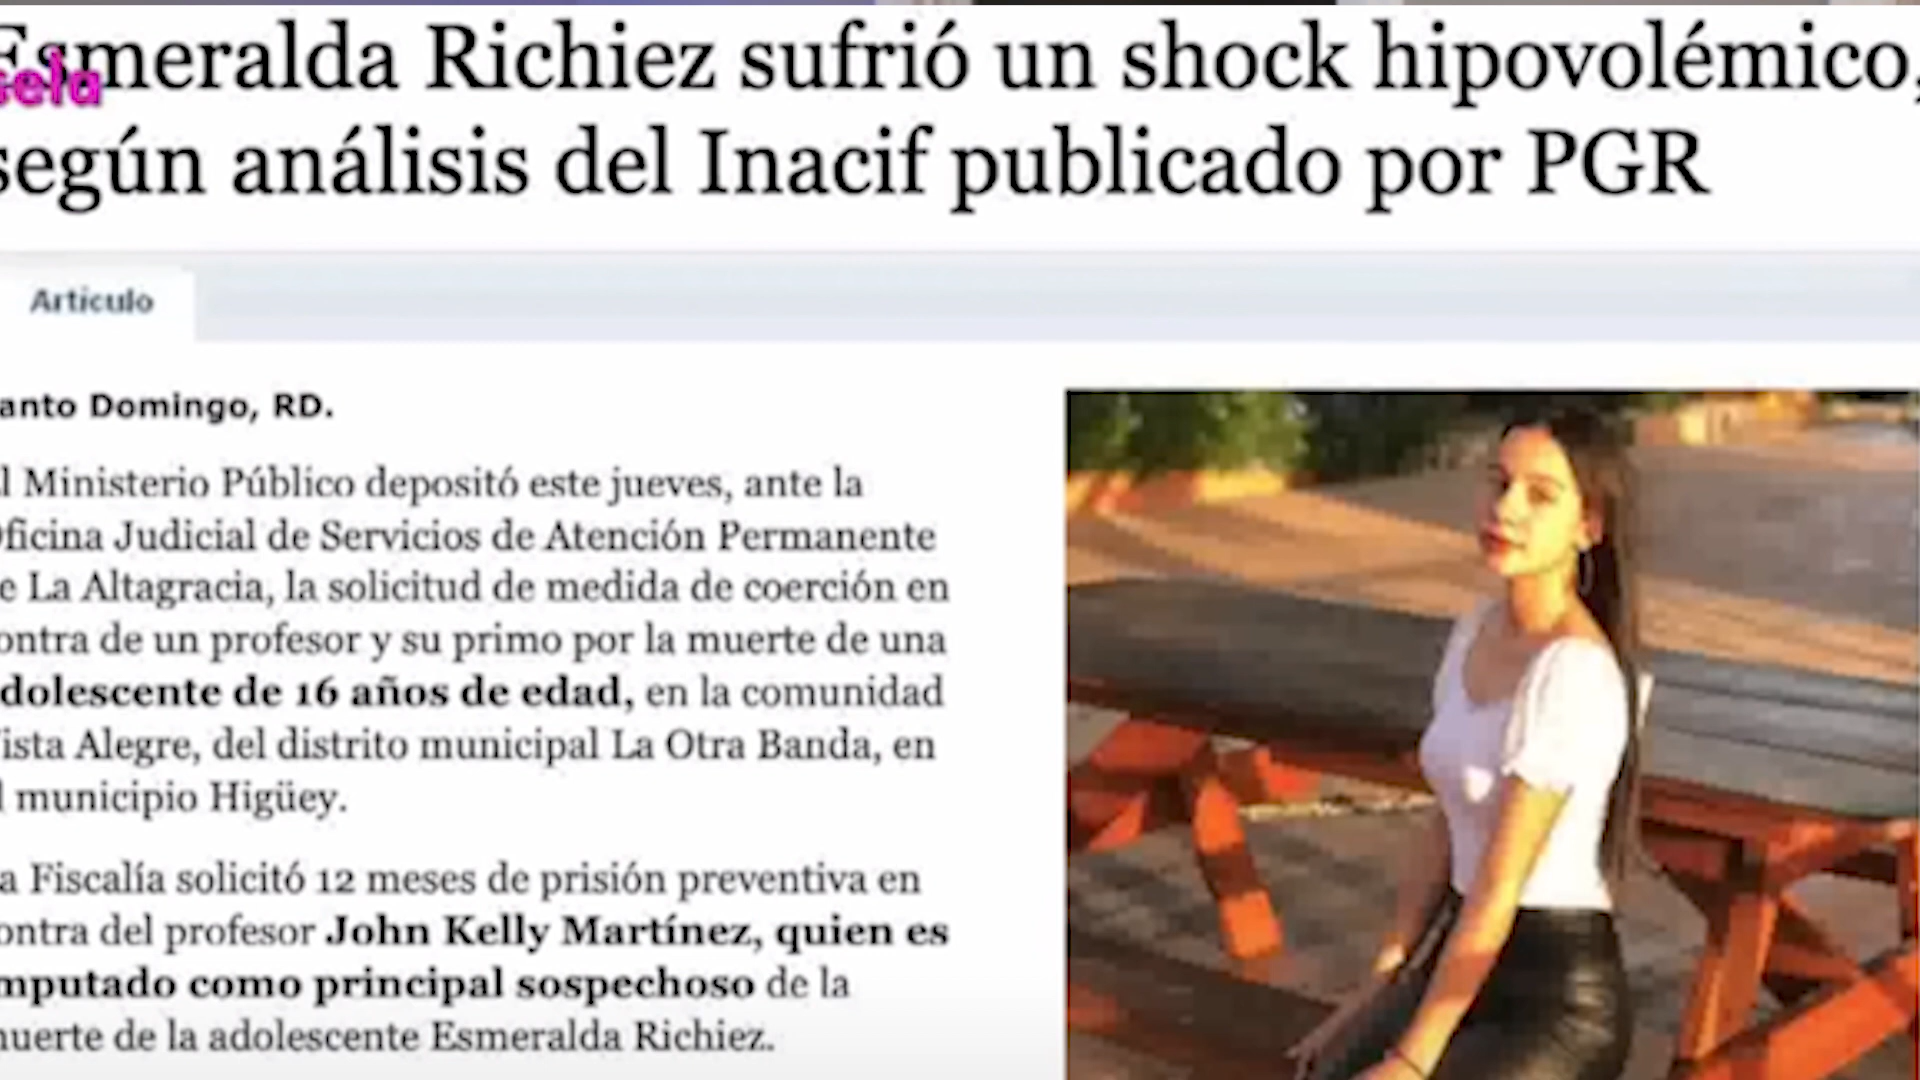 Esmeralda Richiez sufrió un shock hipovolémico,
sela
según análisis del Inacif publicado por PGR
Artículo
anto Domingo, RD.
l Ministerio Público depositó este jueves, ante la
ficina Judicial de Servicios de Atención Permanente
e La Altagracia, la solicitud de medida de coerción en
ontra de un profesor y su primo por la muerte de una
dolescente de 16 años de edad, en la comunidad
ista Alegre, del distrito municipal La Otra Banda, en
l municipio Higüey.
a Fiscalía solicitó 12 meses de prisión preventiva en
ontra del profesor John Kelly Martínez, quien es
mputado como principal sospechoso de la
muerte de la adolescente Esmeralda Richiez.